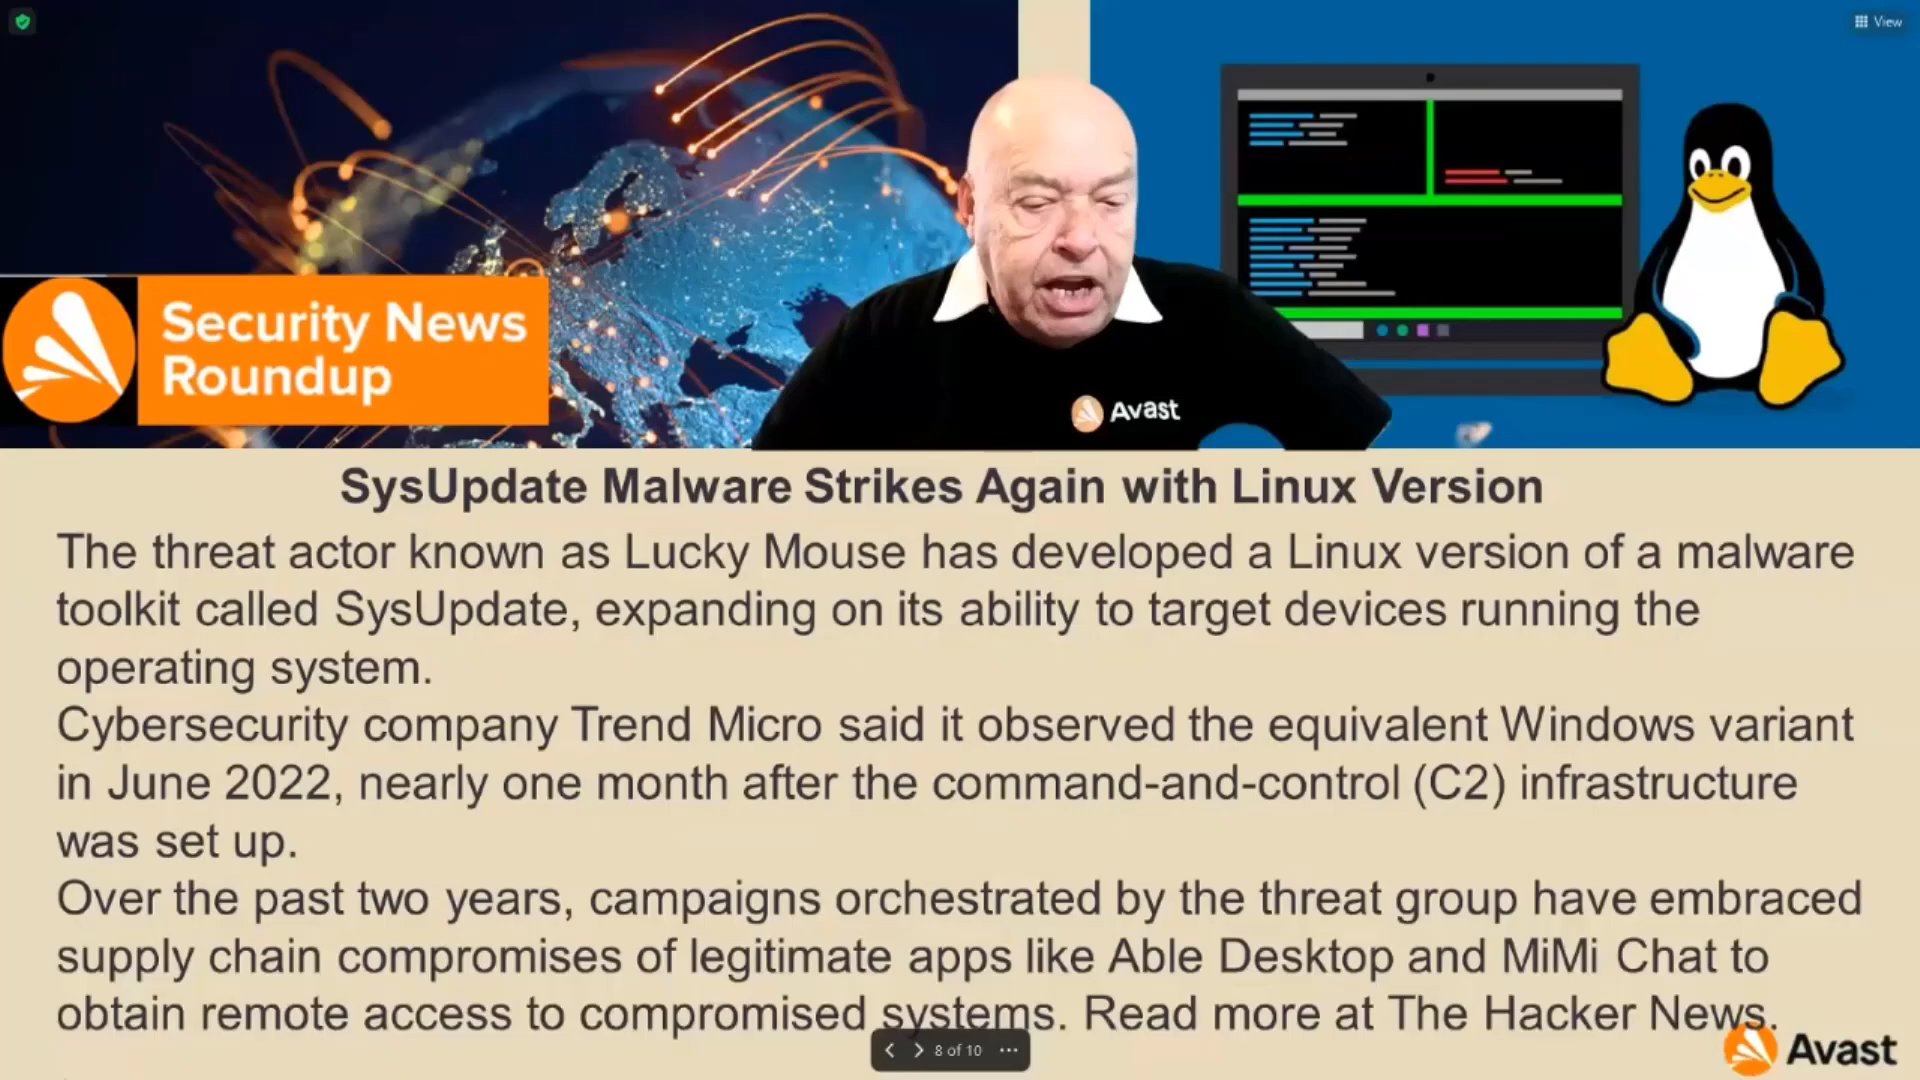 View
Security News
Roundup
Avast
SysUpdate Malware Strikes Again with Linux Version
The threat actor known as Lucky Mouse has developed a Linux version of a malware
toolkit called SysUpdate, expanding on its ability to target devices running the
operating system.
Cybersecurity company Trend Micro said it observed the equivalent Windows variant
in June 2022, nearly one month after the command-and-control (C2) infrastructure
was set up.
Over the past two years, campaigns orchestrated by the threat group have embraced
supply chain compromises of legitimate apps like Able Desktop and MiMi Chat to
obtain remote access to compromised systems. Read more at The Hacker News.
8 of 10
Avast